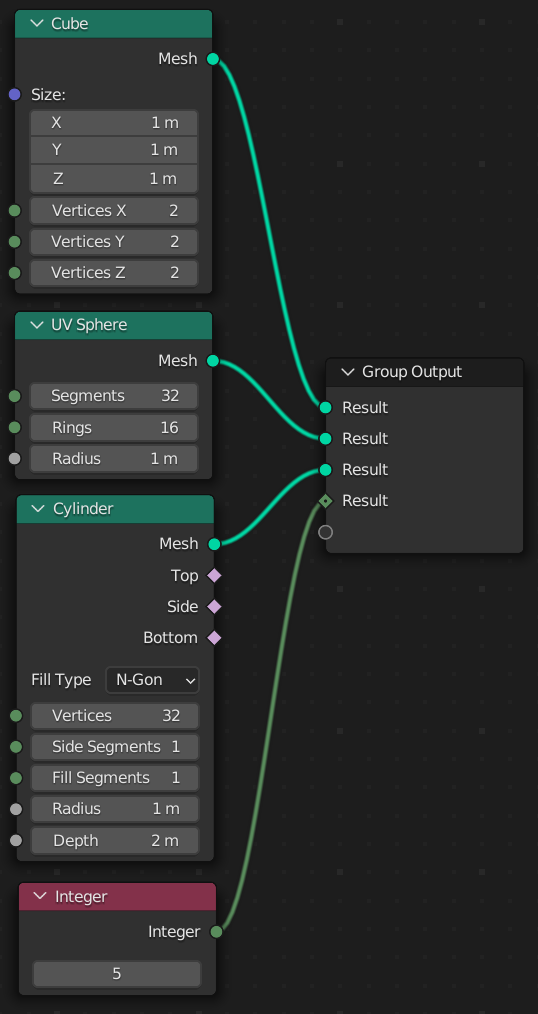 Cube
Mesh
Size:
X 1 m
Y 1 m
Z 1 m
Vertices X 2
Vertices Y 2
Vertices Z 2
UV Sphere
Mesh
Segments 32
Rings 16
Radius 1 m
Cylinder
Mesh
Top
Side
Bottom
Fill Type N-Gon
Vertices 32
Side Segments 1
Fill Segments 1
Radius 1 m
Depth 2 m
Integer
Integer
5
Group Output
Result
Result
Result
Result